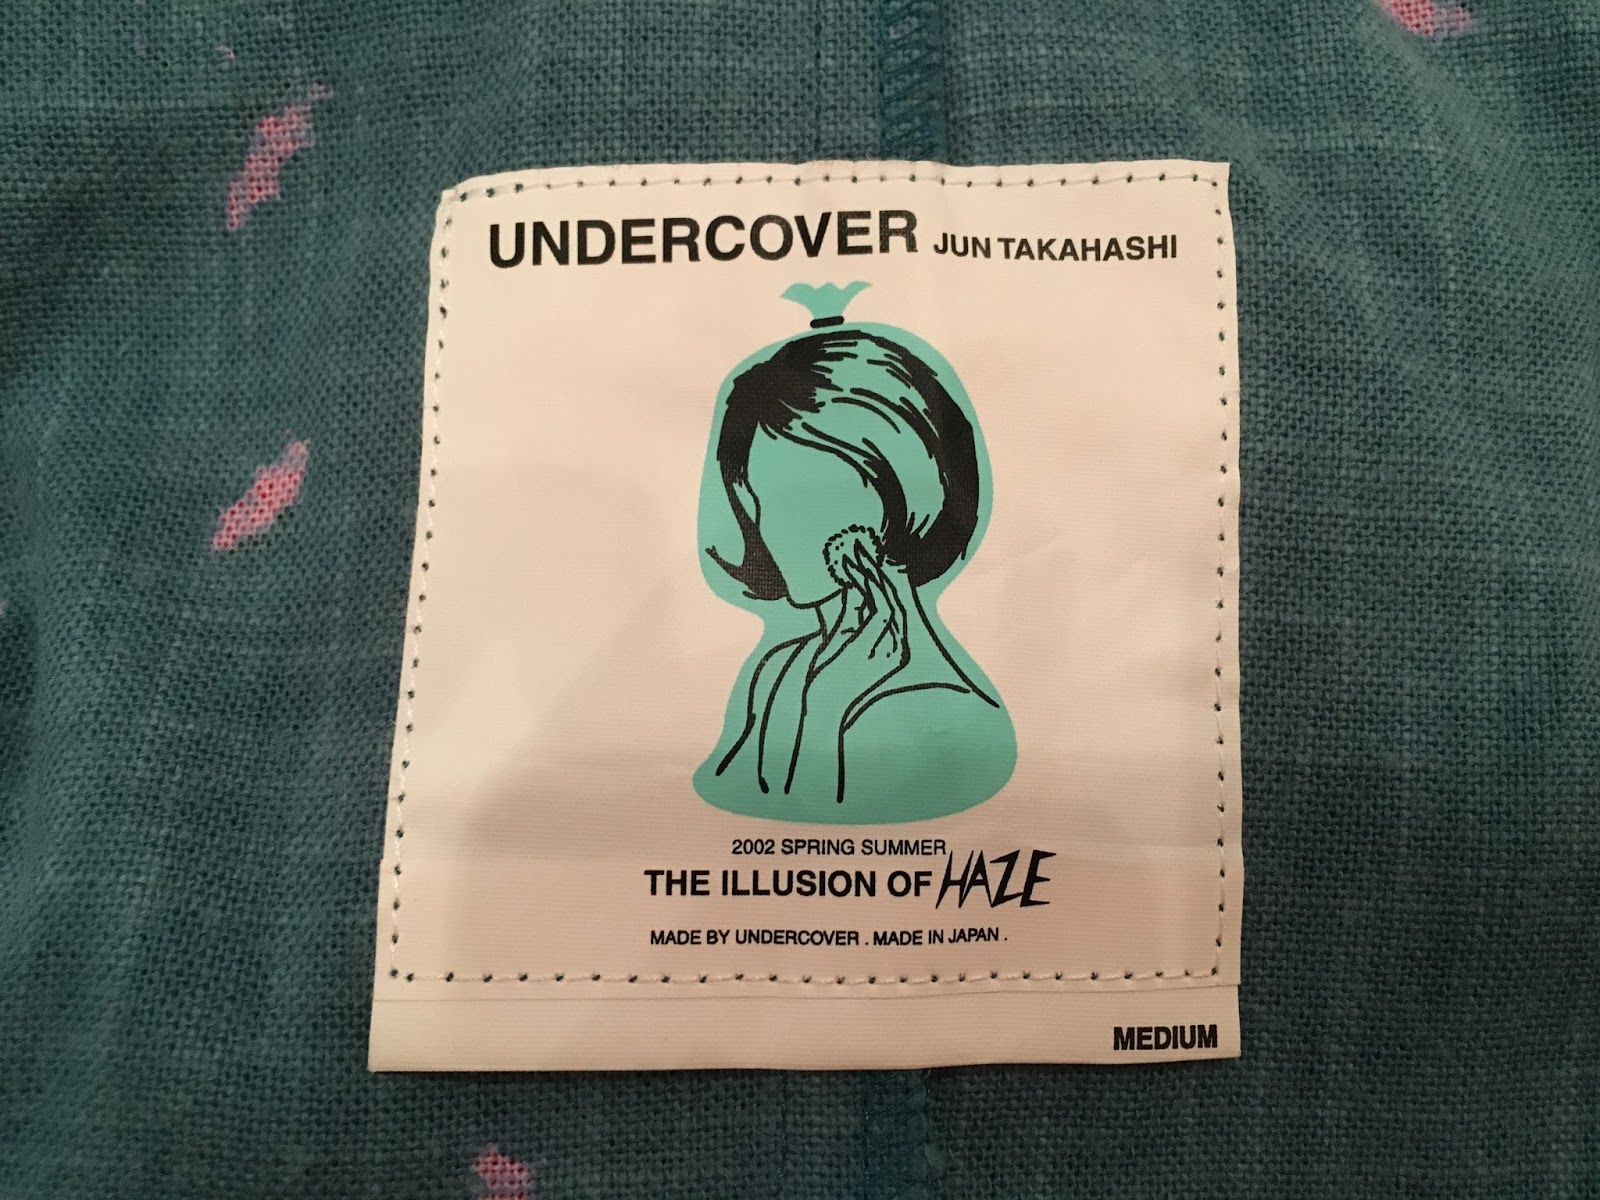 UNDERCOVER JUN TAKAHASHI
2002 SPRING SUMMER
THE ILLUSION OF HAZE
MADE BY UNDERCOVER . MADE IN JAPAN .
MEDIUM